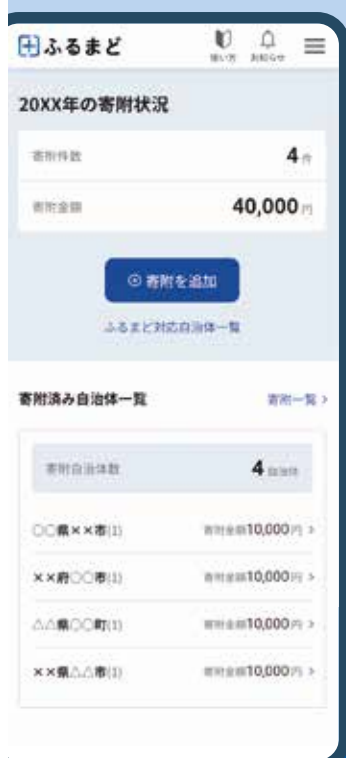 ふるまど
使い方 お知らせ
20XX年の寄附状況
寄附件数 4件
寄附金額 40,000円
寄附を追加
ふるまど対応自治体一覧
寄附済み自治体一覧 寄附一覧 >
寄附自治体数 4自治体
○○県××市(1) 寄附金額10,000円 >
××府○○市(1) 寄附金額10,000円 >
△△県○○町(1) 寄附金額10,000円 >
××県△△市(1) 寄附金額10,000円 >